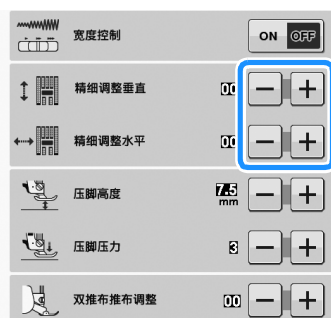 宽度控制 ON OFF
精细调整垂直 00 − +
精细调整水平 00 − +
压脚高度 7.5 mm − +
压脚压力 3 − +
双推布推布调整 00 − +